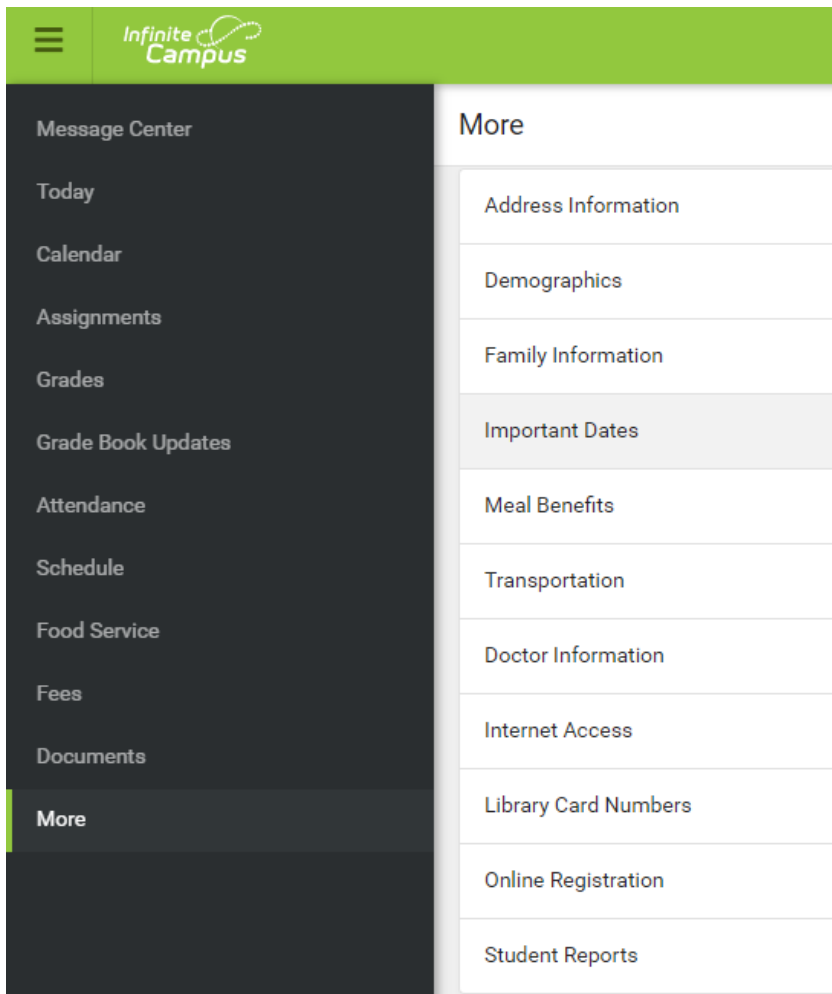 Infinite
Campus
Message Center
Today
Calendar
Assignments
Grades
Grade Book Updates
Attendance
Schedule
Food Service
Fees
Documents
More
More
Address Information
Demographics
Family Information
Important Dates
Meal Benefits
Transportation
Doctor Information
Internet Access
Library Card Numbers
Online Registration
Student Reports